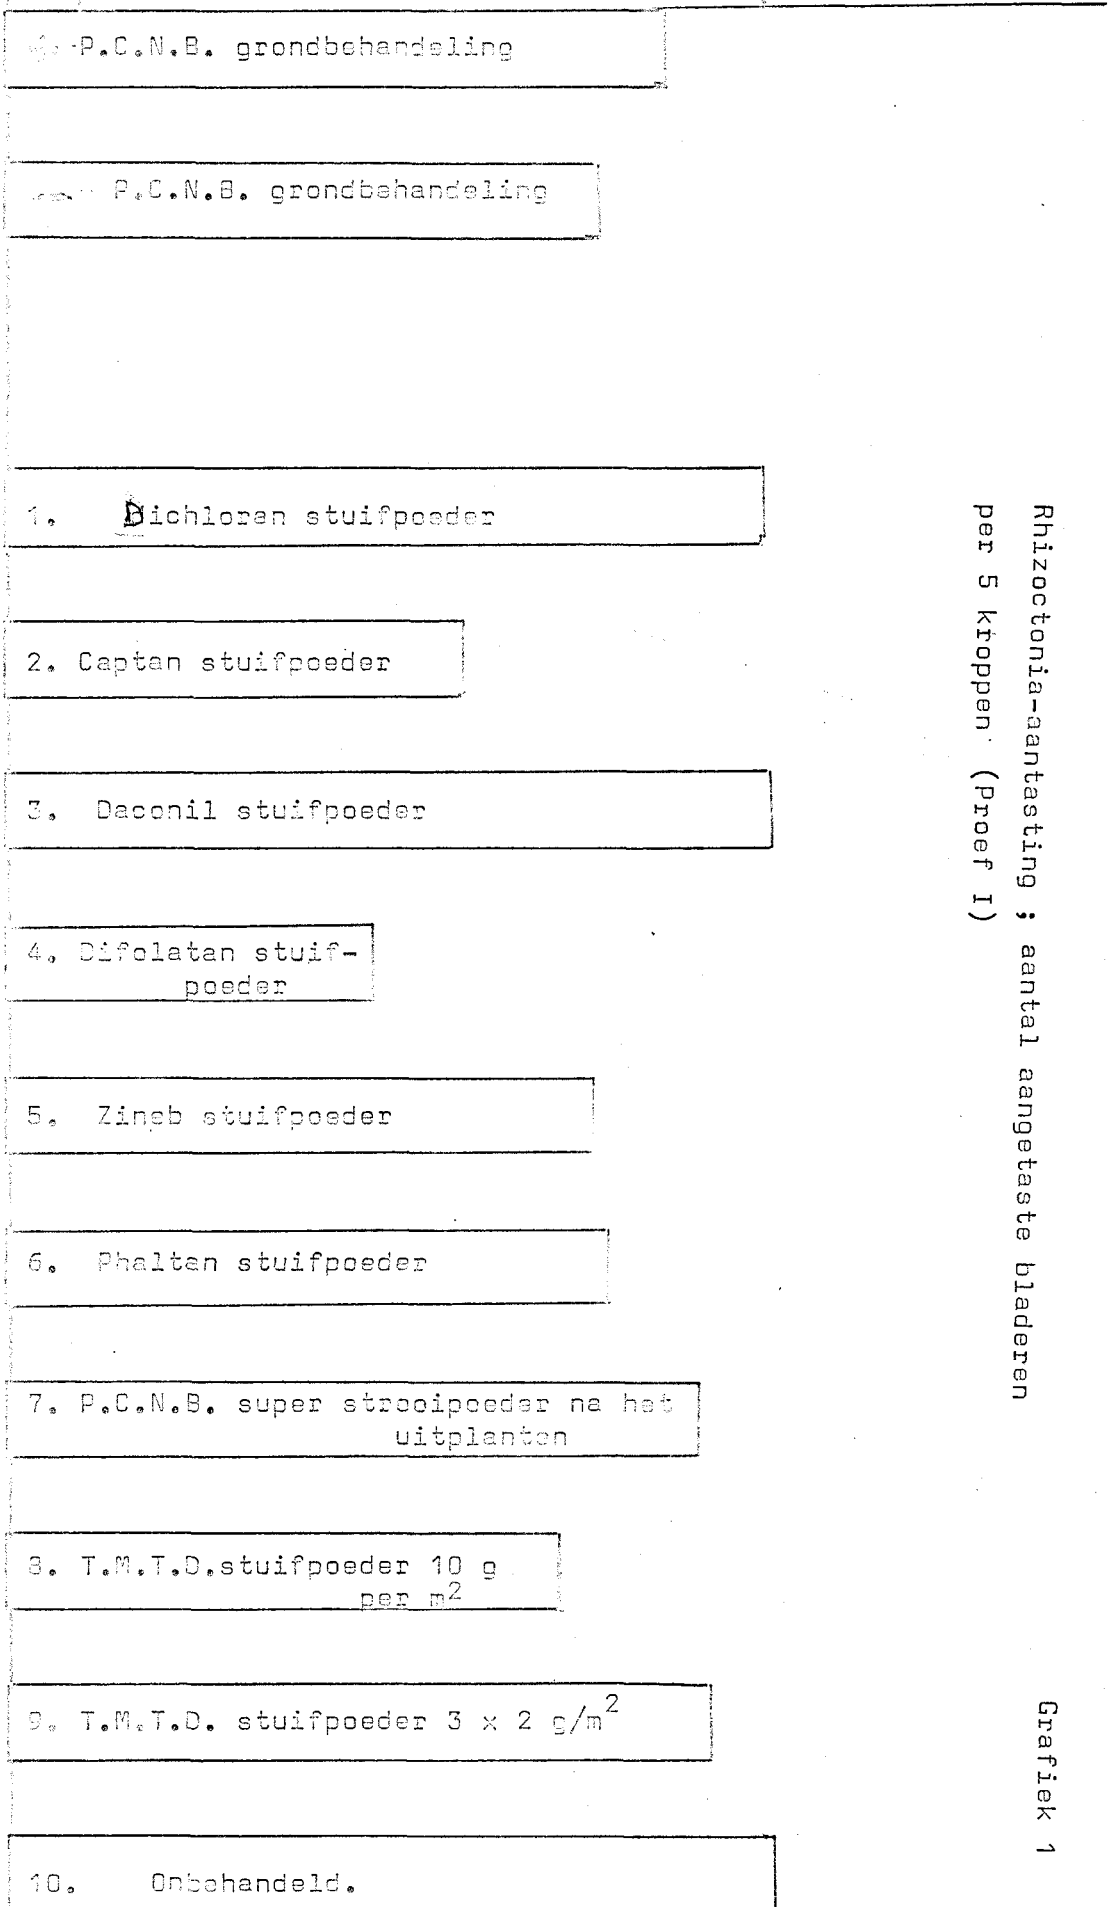 P.C.N.B. grondbehandeling
P.C.N.B. grondbehandeling
1. Dichloran stuifpoeder
2. Captan stuifpoeder
3. Daconil stuifpoeder
4. Difolatan stuif-
poeder
5. Zineb stuifpoeder
6. Phaltan stuifpoeder
7. P.C.N.B. super strooipoeder na het
uitplanten
8. T.M.T.D.stuifpoeder 10 g
per m²
9. T.M.T.D. stuifpoeder 3 x 2 g/m²
10. Onbehandeld.
Rhizoctonia-aantasting ; aantal aangetaste bladeren
per 5 kroppen (Proef I)
Grafiek 1